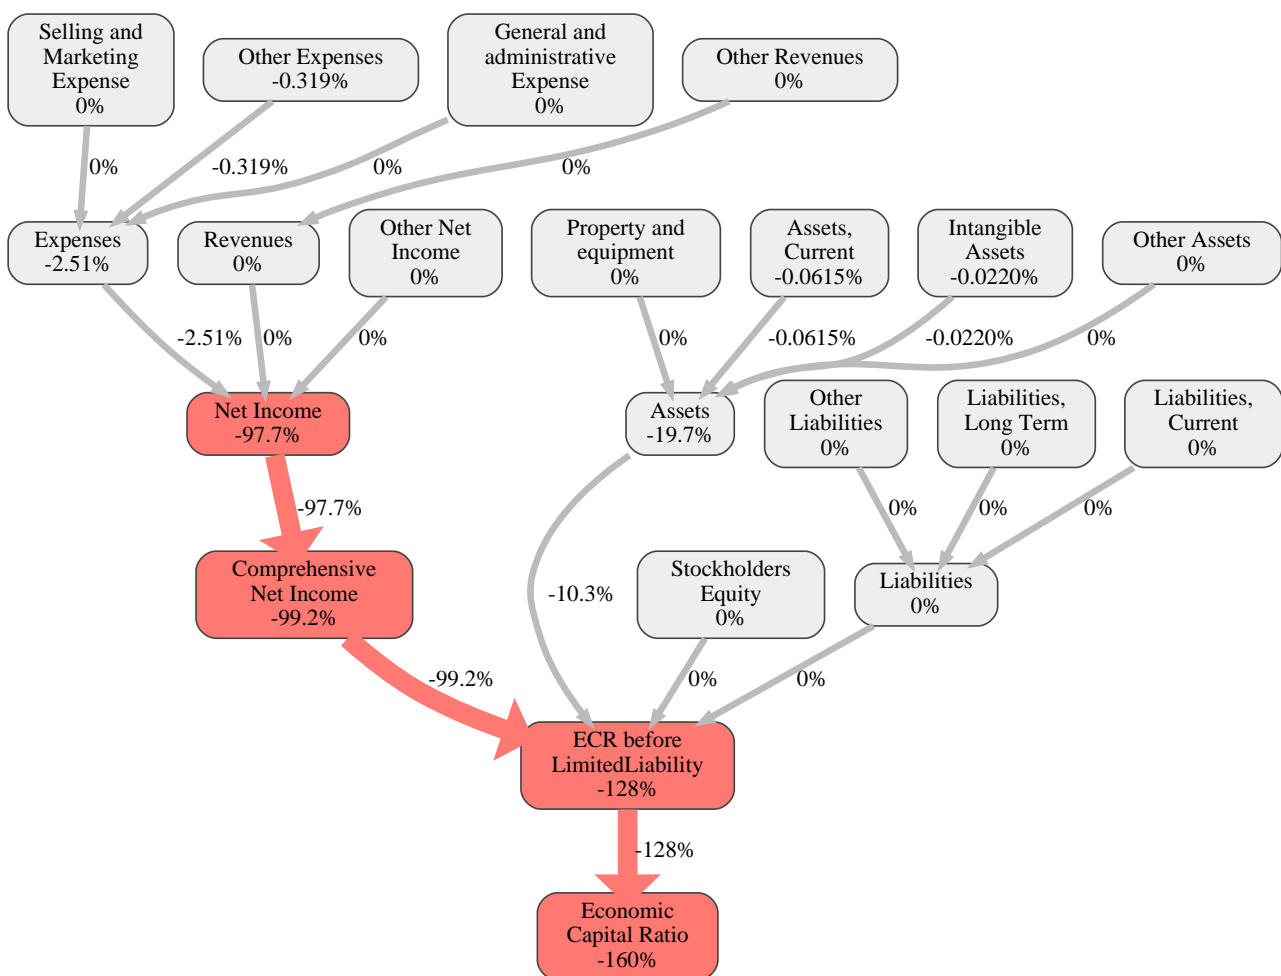 Selling and
Marketing
Expense
0%
Other Expenses
-0.319%
General and
administrative
Expense
0%
Other Revenues
0%
0%
-0.319%
0%
0%
Expenses
-2.51%
Revenues
0%
Other Net
Income
0%
Property and
equipment
0%
Assets,
Current
-0.0615%
Intangible
Assets
-0.0220%
Other Assets
0%
-2.51%
0%
0%
0%
-0.0615%
-0.0220%
0%
Net Income
-97.7%
Assets
-19.7%
Other
Liabilities
0%
Liabilities,
Long Term
0%
Liabilities,
Current
0%
-97.7%
0%
0%
0%
Comprehensive
Net Income
-99.2%
-10.3%
Stockholders
Equity
0%
Liabilities
0%
-99.2%
0%
0%
ECR before
LimitedLiability
-128%
-128%
Economic
Capital Ratio
-160%